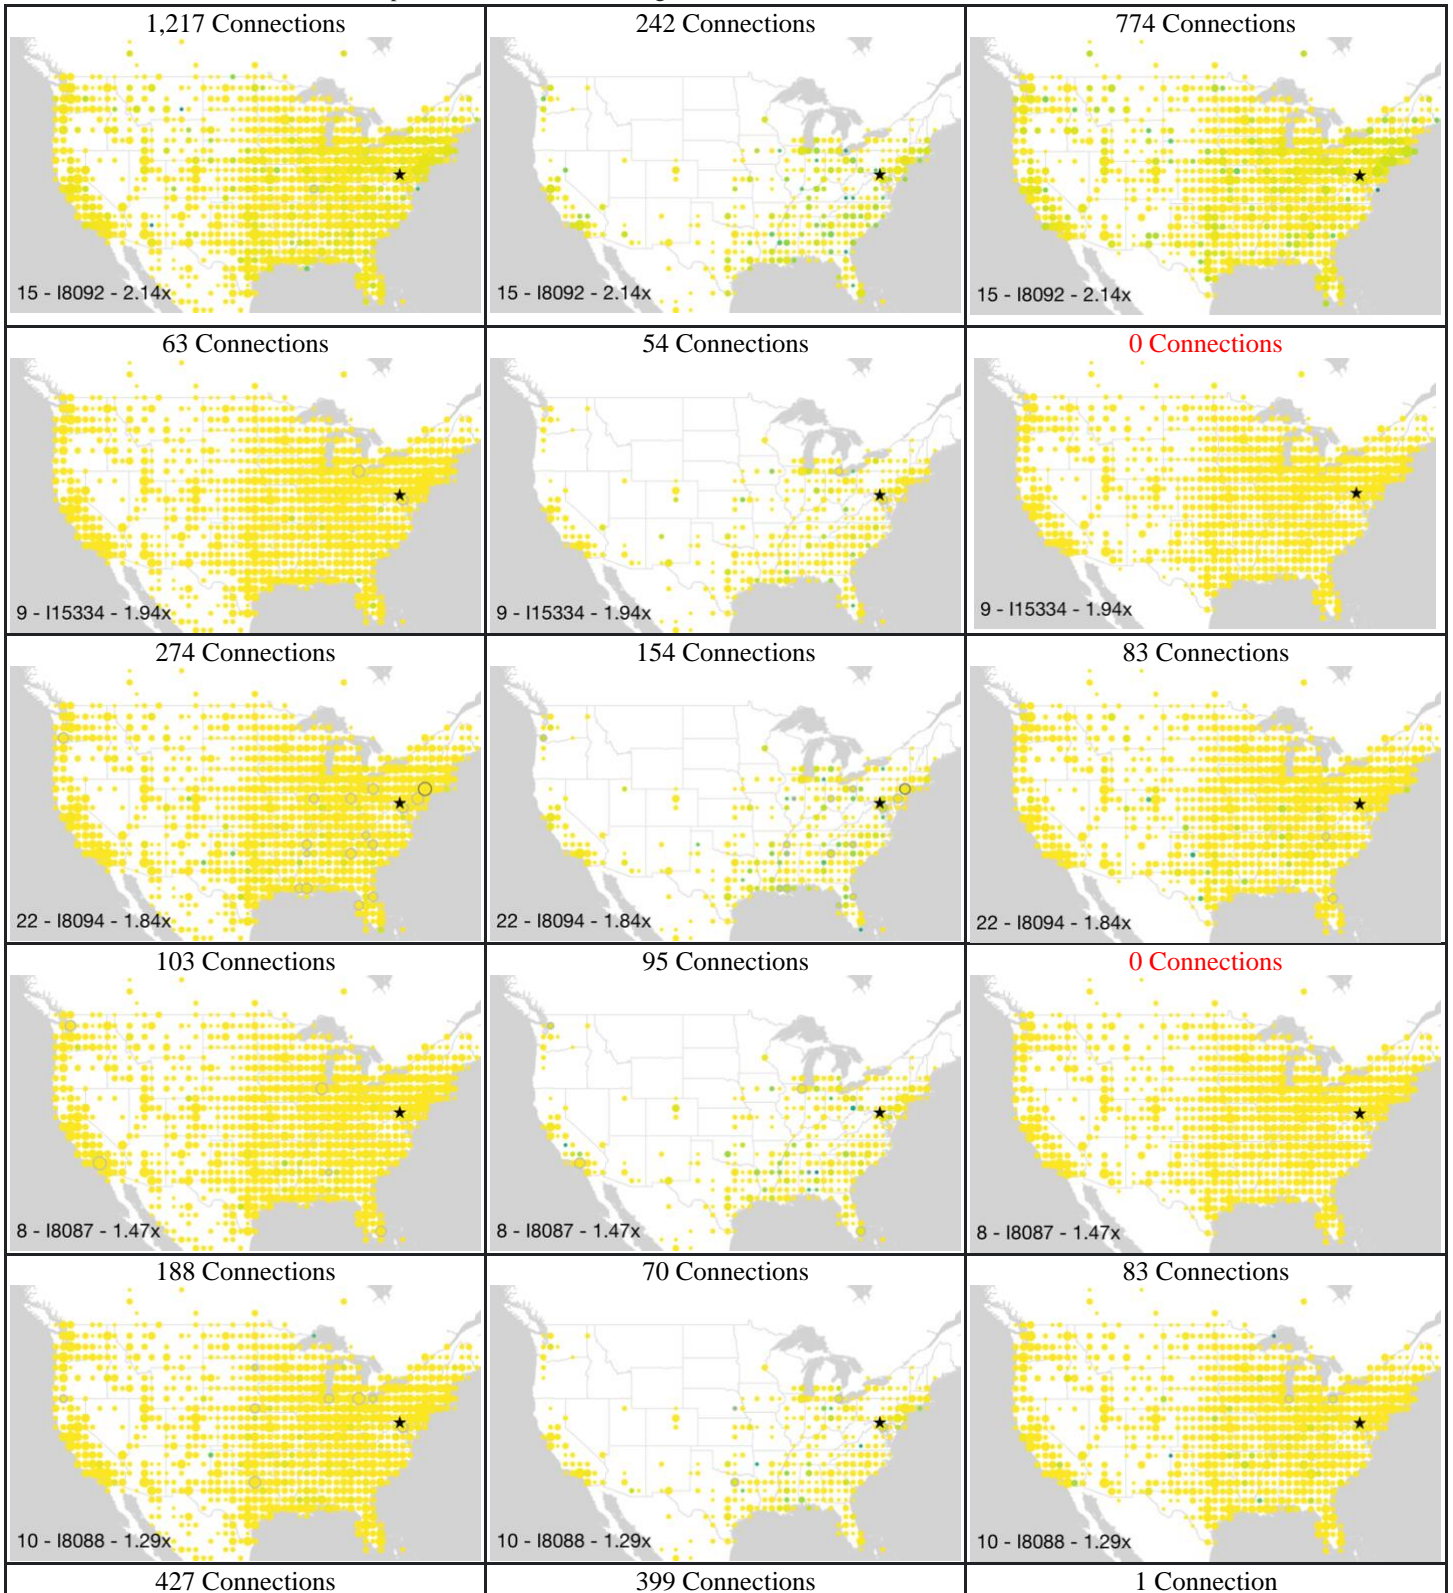 1,217 Connections
242 Connections
774 Connections
15 - I8092 - 2.14x
15 - I8092 - 2.14x
15 - I8092 - 2.14x
63 Connections
54 Connections
0 Connections
9 - I15334 - 1.94x
9 - I15334 - 1.94x
9 - I15334 - 1.94x
274 Connections
154 Connections
83 Connections
22 - I8094 - 1.84x
22 - I8094 - 1.84x
22 - I8094 - 1.84x
103 Connections
95 Connections
0 Connections
8 - I8087 - 1.47x
8 - I8087 - 1.47x
8 - I8087 - 1.47x
188 Connections
70 Connections
83 Connections
10 - I8088 - 1.29x
10 - I8088 - 1.29x
10 - I8088 - 1.29x
427 Connections
399 Connections
1 Connection